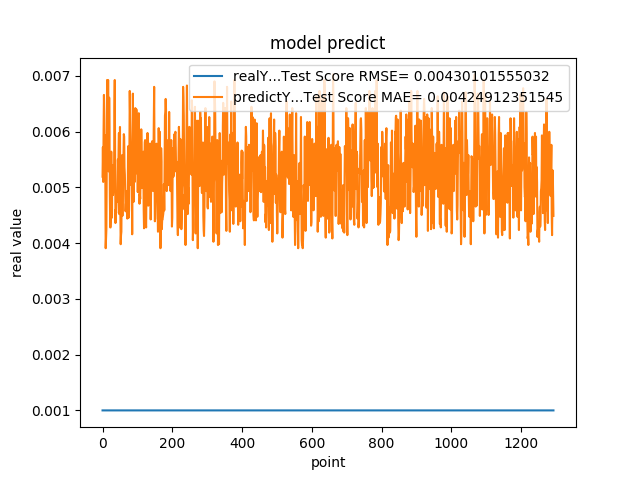 model predict
realY...Test Score RMSE= 0.00430101555032
predictY...Test Score MAE= 0.00424912351545
0.007
0.006
0.005
0.004
0.003
0.002
0.001
real value
0 200 400 600 800 1000 1200
point